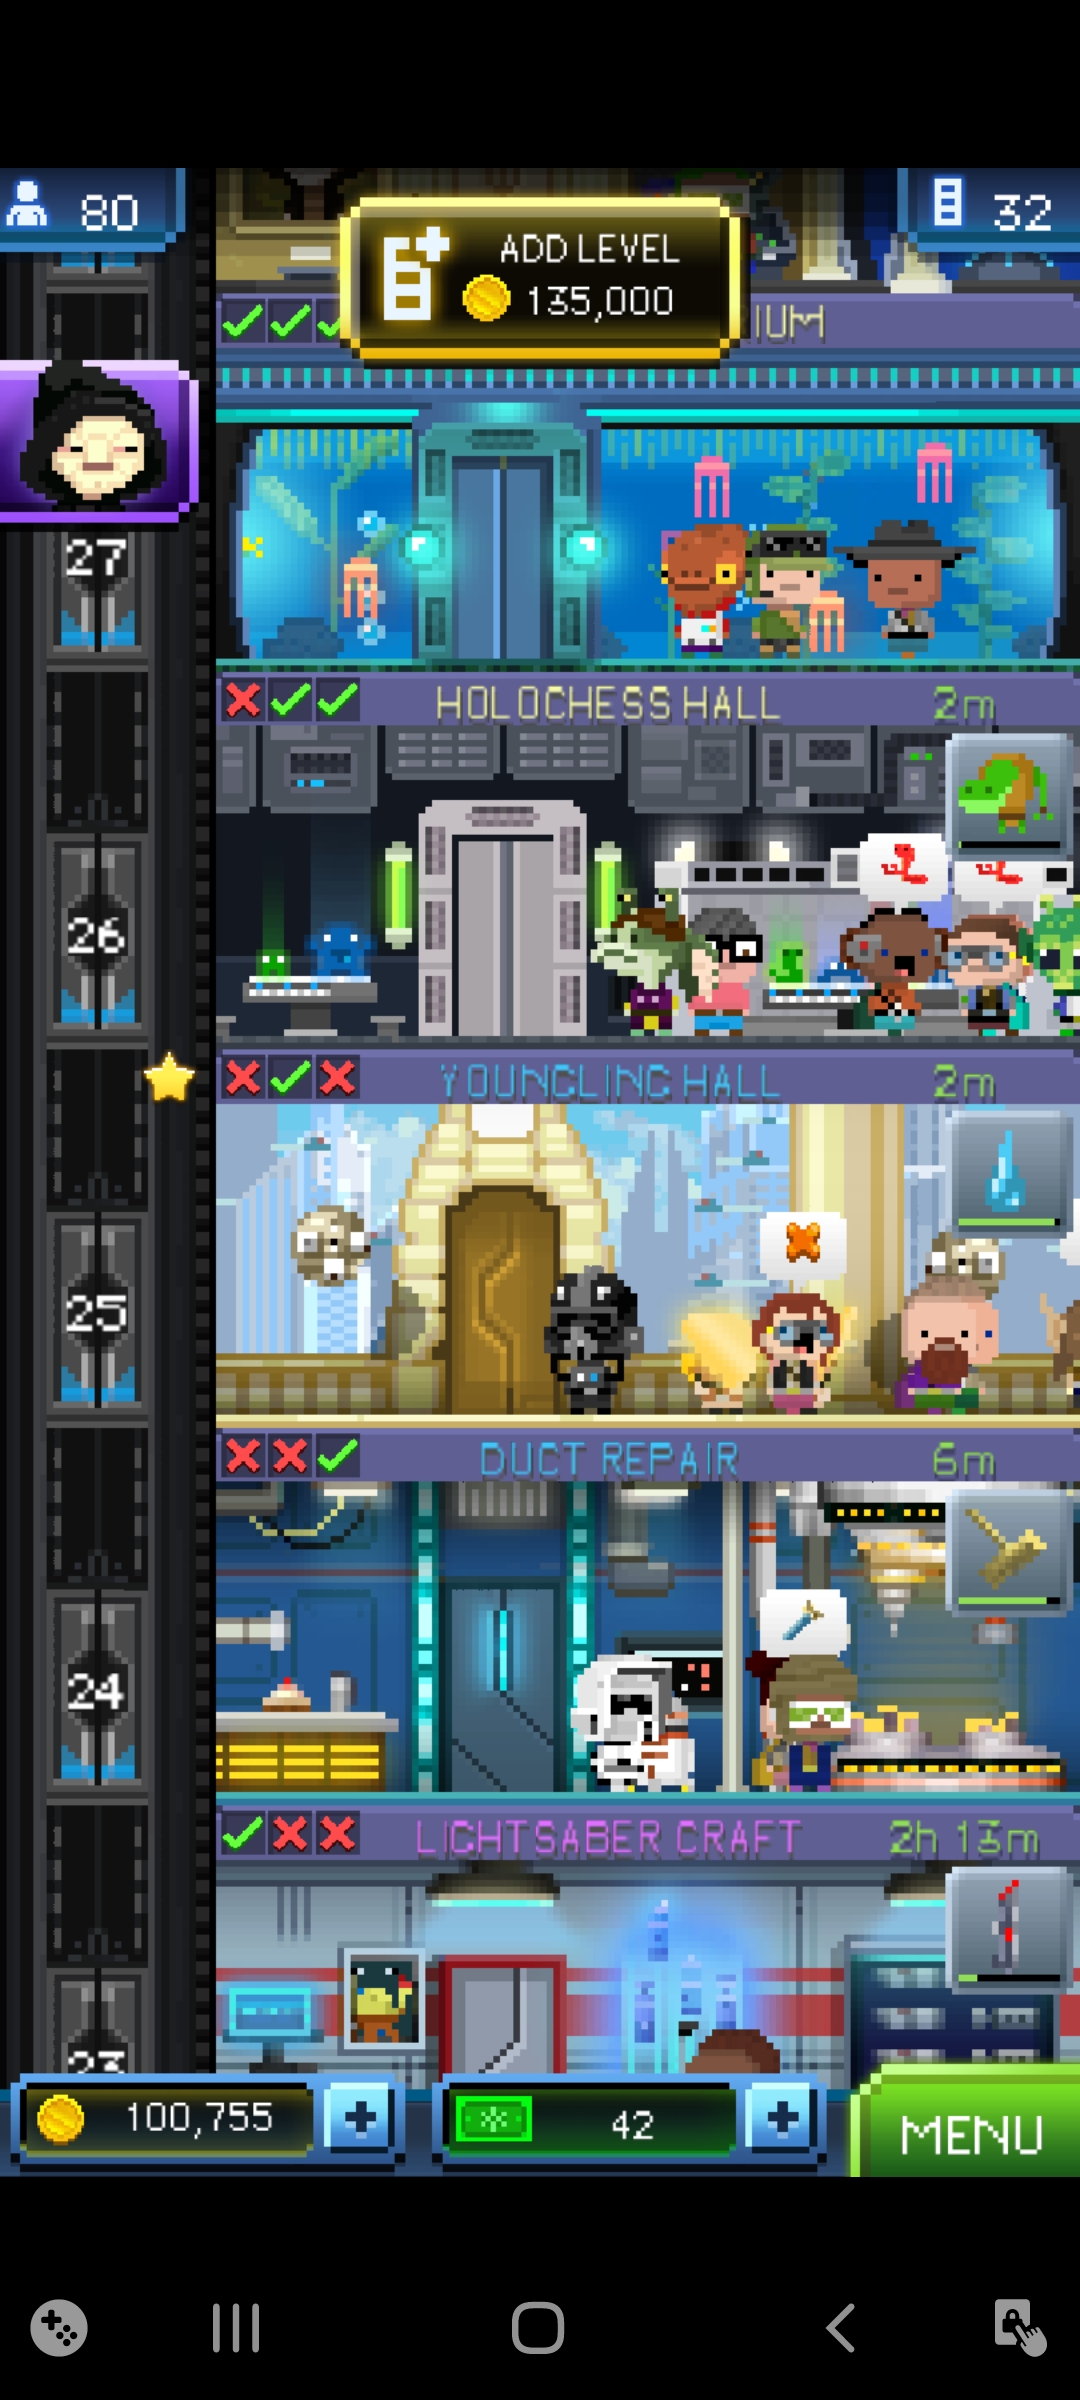 80
ADD LEVEL
135,000
32
IUM
27
HOLOCHESS HALL
2m
26
YOUNGLING HALL
2m
25
DUCT REPAIR
6m
24
LIGHTSABER CRAFT
2h 13m
23
100,755
42
MENU